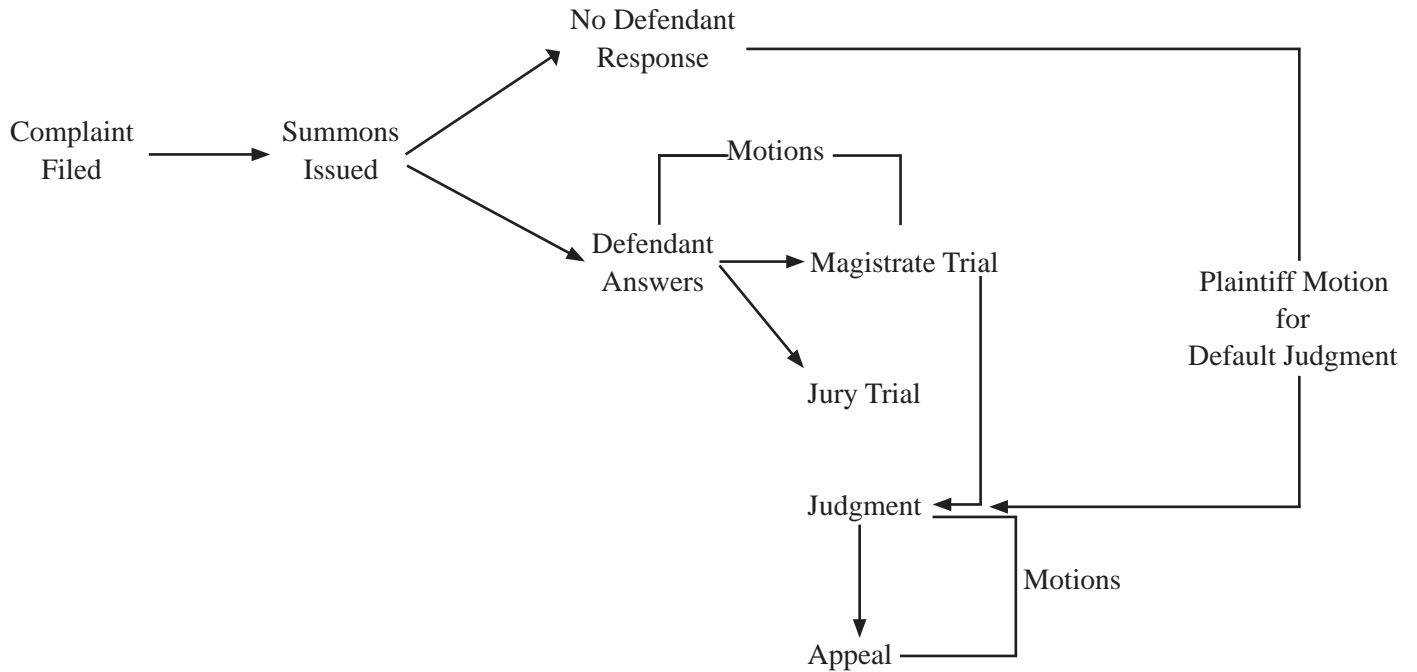 No Defendant
Response
Complaint
Filed
Summons
Issued
Motions
Defendant
Answers
Magistrate Trial
Plaintiff Motion
for
Default Judgment
Jury Trial
Judgment
Motions
Appeal